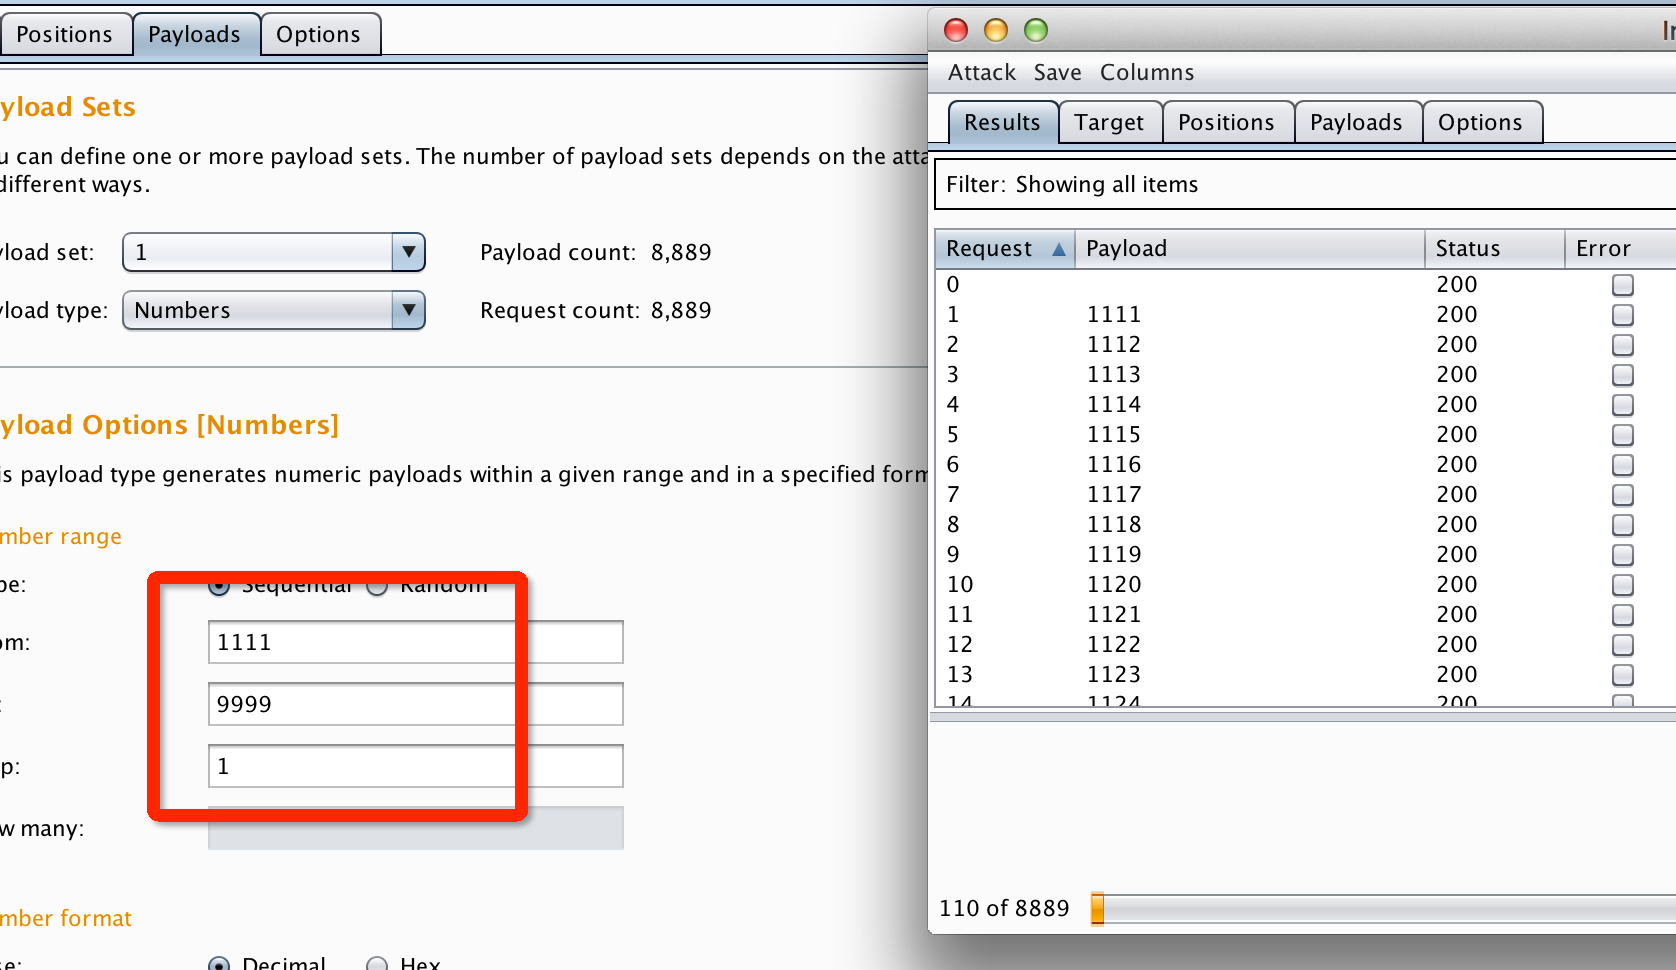 Positions Payloads Options
yload Sets
u can define one or more payload sets. The number of payload sets depends on the atta
different ways.
yload set: 1 Payload count: 8,889
yload type: Numbers Request count: 8,889
yload Options [Numbers]
is payload type generates numeric payloads within a given range and in a specified form
mber range
pe: Sequential Random
om: 1111
: 9999
p: 1
w many:
mber format
se: Decimal Hex
Attack Save Columns
Results Target Positions Payloads Options
Filter: Showing all items
Request Payload Status Error
0 200
1 1111 200
2 1112 200
3 1113 200
4 1114 200
5 1115 200
6 1116 200
7 1117 200
8 1118 200
9 1119 200
10 1120 200
11 1121 200
12 1122 200
13 1123 200
14 1124 200
110 of 8889